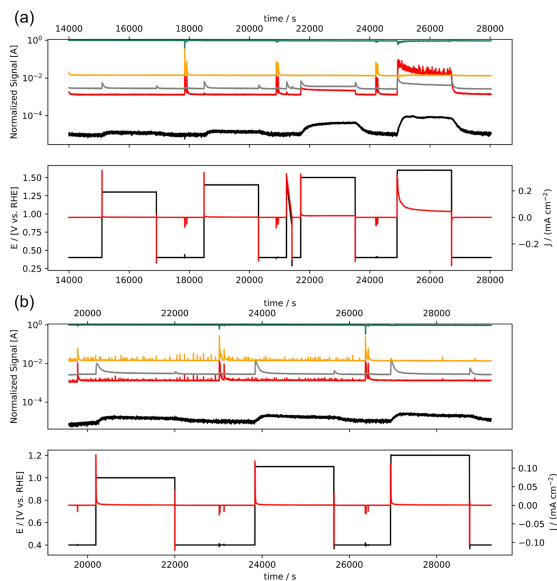 (a)
time / s
14000 16000 18000 20000 22000 24000 26000 28000
Normalized Signal [A]
10⁰
10⁻²
10⁻⁴
E / [V vs. RHE]
1.50
1.25
1.00
0.75
0.50
0.25
J / (mA cm⁻²)
0.2
0.0
−0.2
14000 16000 18000 20000 22000 24000 26000 28000
(b)
time / s
20000 22000 24000 26000 28000
Normalized Signal [A]
10⁰
10⁻²
10⁻⁴
E / [V vs. RHE]
1.2
1.0
0.8
0.6
0.4
J / (mA cm⁻²)
0.10
0.05
0.00
−0.05
−0.10
20000 22000 24000 26000 28000
time / s